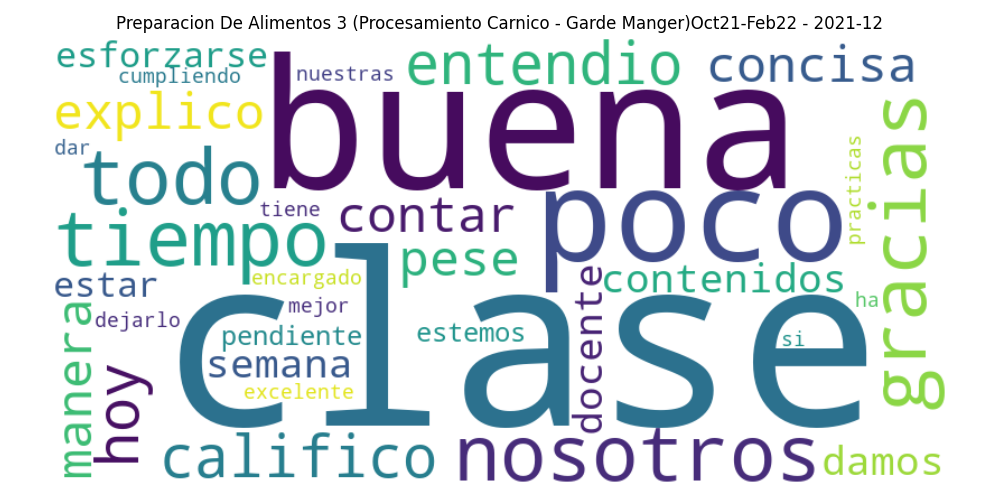 Preparacion De Alimentos 3 (Procesamiento Carnico - Garde Manger)Oct21-Feb22 - 2021-12
esforzarse
cumpliendo
nuestras
entendio
concisa
explico
buena
gracias
dar
todo
practicas
tiene
contar
poco
tiempo
pese
contenidos
estar
encargado
ha
dejarlo
mejor
clase
docente
manera
hoy
pendiente
estemos
si
semana
excelente
califico
nosotros
damos